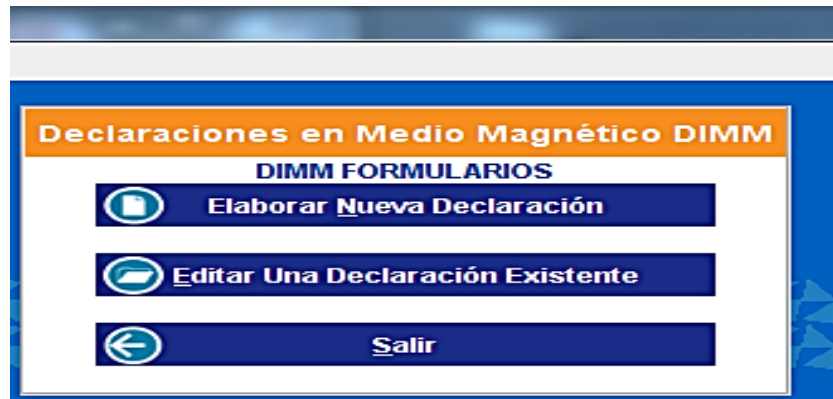 Declaraciones en Medio Magnético DIMM
DIMM FORMULARIOS
Elaborar Nueva Declaración
Editar Una Declaración Existente
Salir